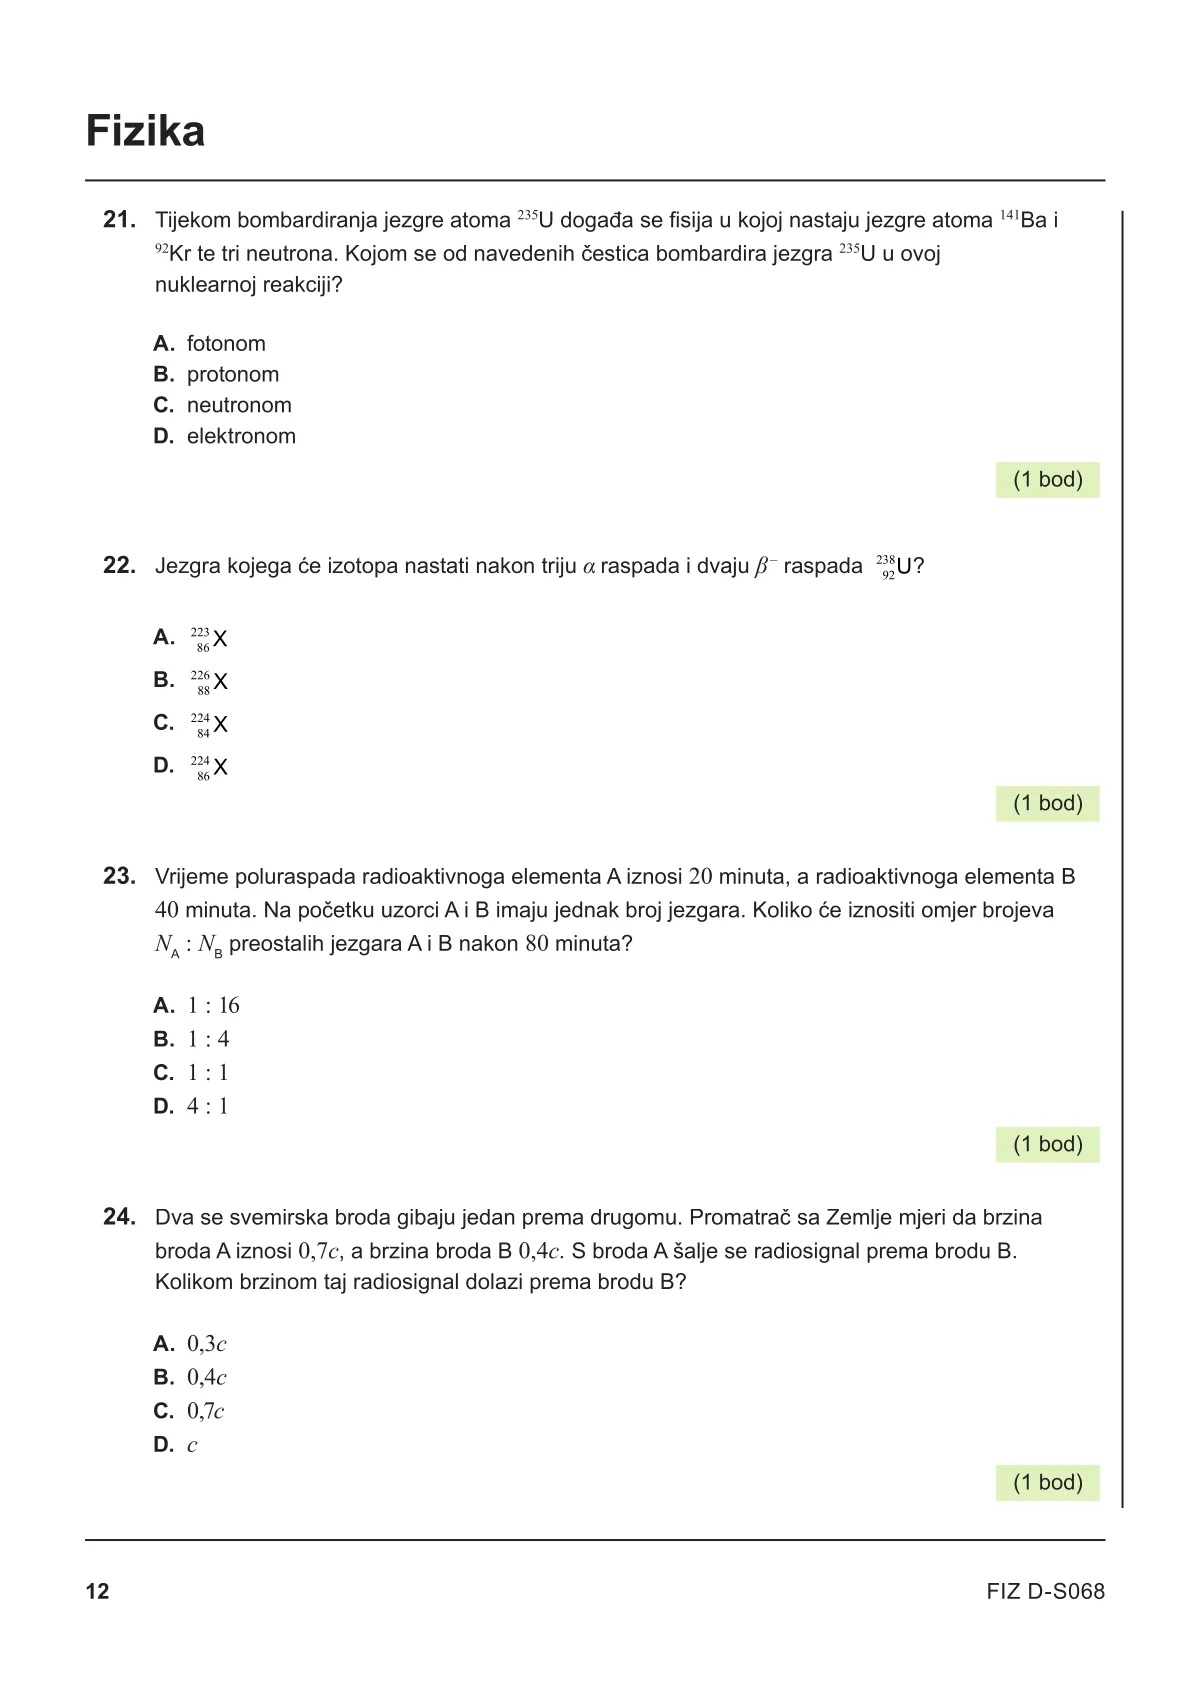 Fizika
21. Tijekom bombardiranja jezgre atoma ²³⁵U događa se fisija u kojoj nastaju jezgre atoma ¹⁴¹Ba i
⁹²Kr te tri neutrona. Kojom se od navedenih čestica bombardira jezgra ²³⁵U u ovoj
nuklearnoj reakciji?
A. fotonom
B. protonom
C. neutronom
D. elektronom
(1 bod)
22. Jezgra kojega će izotopa nastati nakon triju α raspada i dvaju β⁻ raspada ²³⁸₉₂U?
A. ²²³₈₆X
B. ²²⁶₈₈X
C. ²²⁴₈₄X
D. ²²⁴₈₆X
(1 bod)
23. Vrijeme poluraspada radioaktivnoga elementa A iznosi 20 minuta, a radioaktivnoga elementa B
40 minuta. Na početku uzorci A i B imaju jednak broj jezgara. Koliko će iznositi omjer brojeva
N_A : N_B preostalih jezgara A i B nakon 80 minuta?
A. 1 : 16
B. 1 : 4
C. 1 : 1
D. 4 : 1
(1 bod)
24. Dva se svemirska broda gibaju jedan prema drugomu. Promatrač sa Zemlje mjeri da brzina
broda A iznosi 0,7c, a brzina broda B 0,4c. S broda A šalje se radiosignal prema brodu B.
Kolikom brzinom taj radiosignal dolazi prema brodu B?
A. 0,3c
B. 0,4c
C. 0,7c
D. c
(1 bod)
12
FIZ D-S068